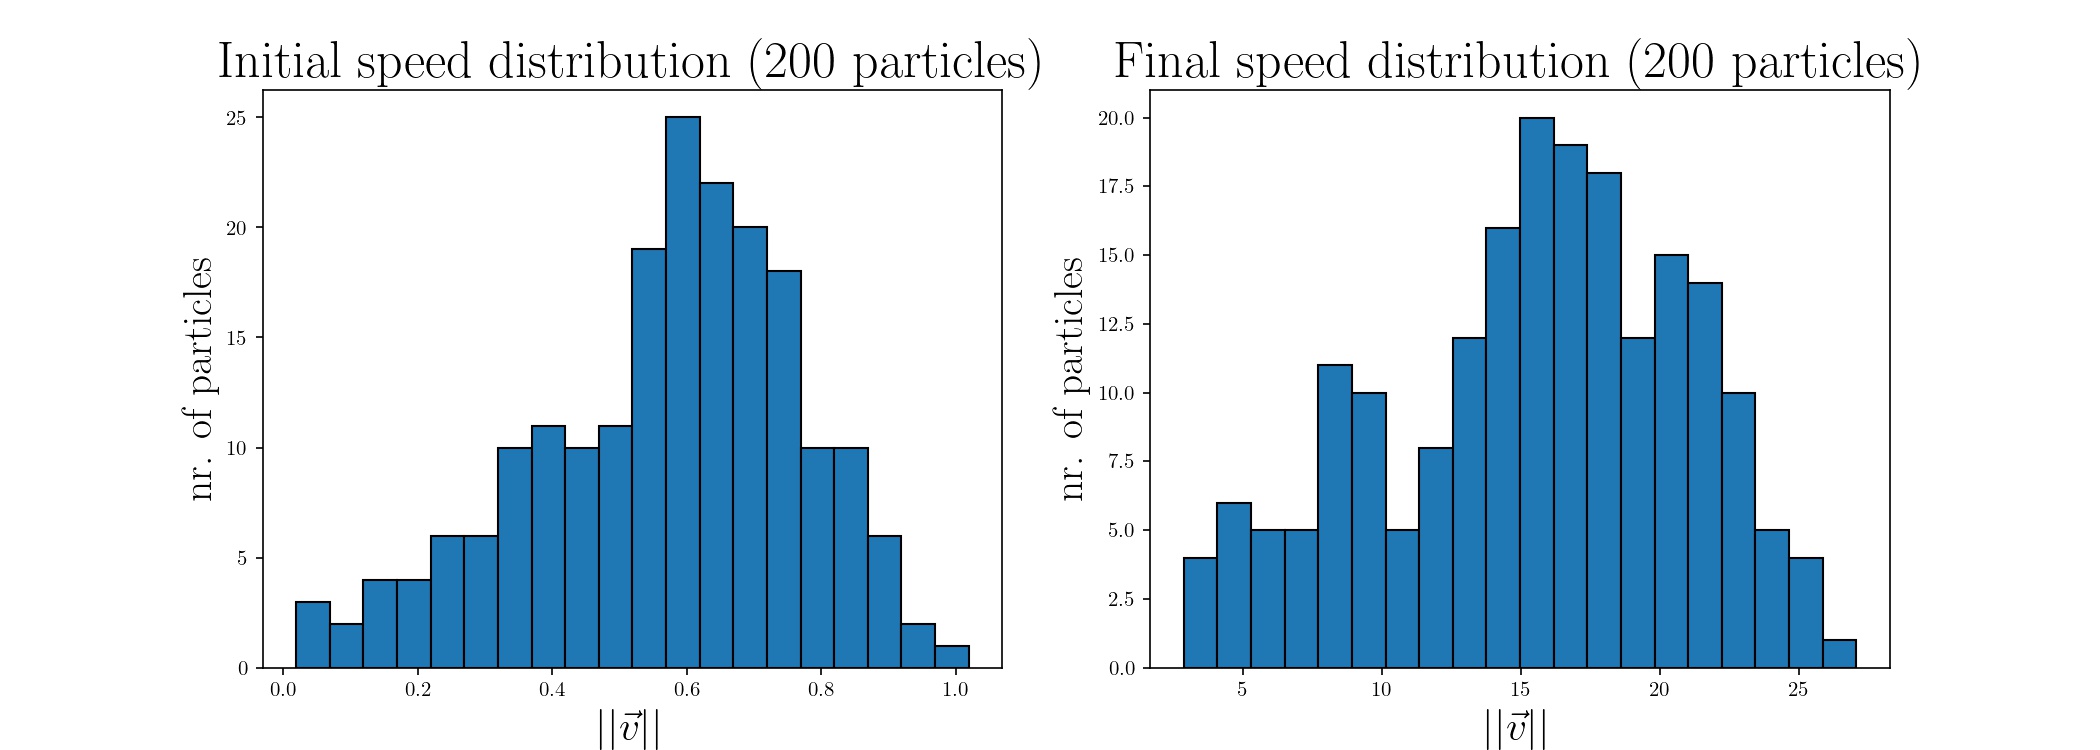 Initial speed distribution (200 particles)
nr. of particles
25
20
15
10
5
0
0.0 0.2 0.4 0.6 0.8 1.0
||v⃗||
Final speed distribution (200 particles)
nr. of particles
20.0
17.5
15.0
12.5
10.0
7.5
5.0
2.5
0.0
5 10 15 20 25
||v⃗||